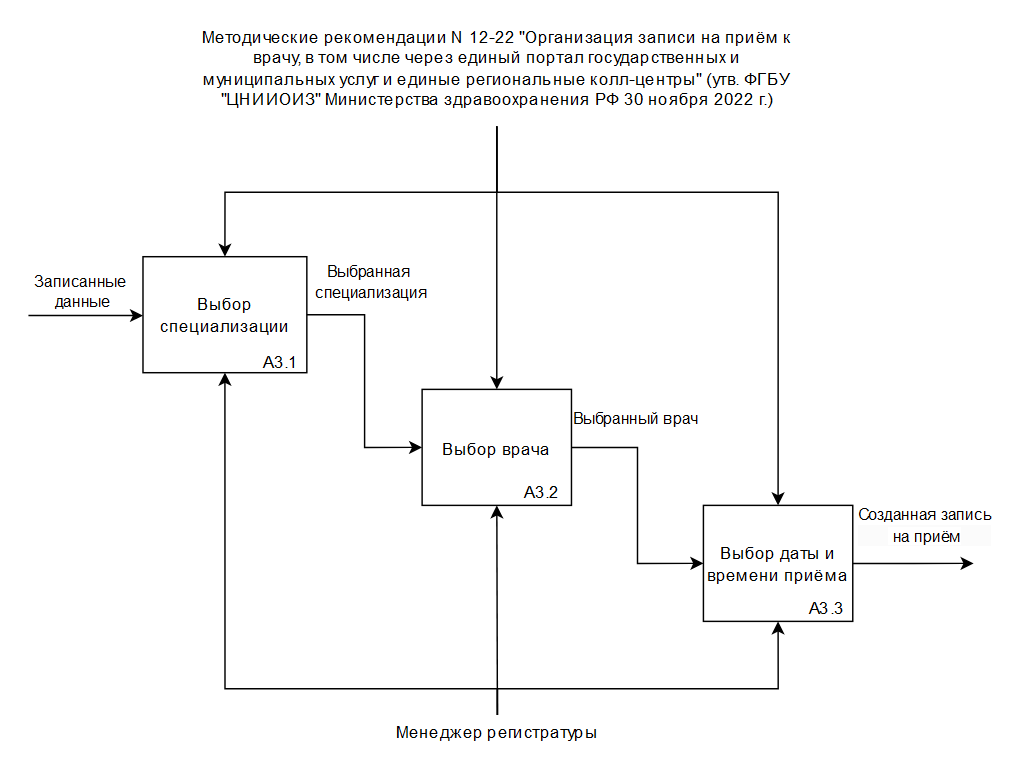 Методические рекомендации N 12-22 "Организация записи на приём к
врачу, в том числе через единый портал государственных и
муниципальных услуг и единые региональные колл-центры" (утв. ФГБУ
"ЦНИИОИЗ" Министерства здравоохранения РФ 30 ноября 2022 г.)
Записанные
данные
Выбор
специализации
А3.1
Выбранная
специализация
Выбор врача
А3.2
Выбранный врач
Выбор даты и
времени приёма
А3.3
Созданная запись
на приём
Менеджер регистратуры